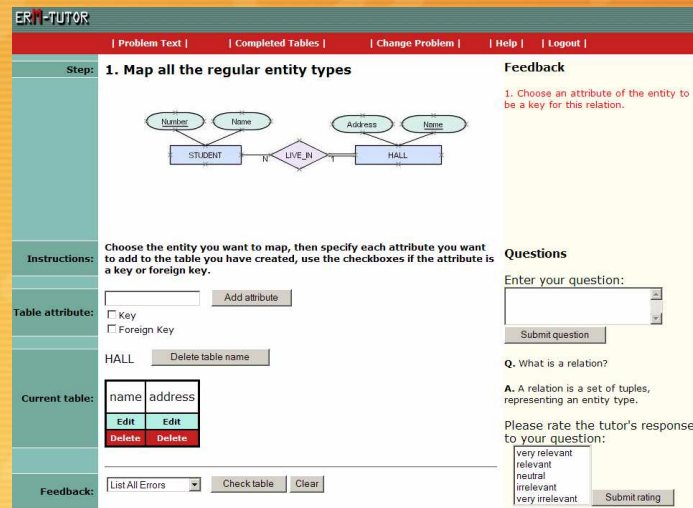 ERM-TUTOR
| Problem Text | | Completed Tables | | Change Problem | | Help | | Logout |
Step:
1. Map all the regular entity types
Number
Name
Address
Name
STUDENT
N
LIVE_IN
1
HALL
Instructions:
Choose the entity you want to map, then specify each attribute you want
to add to the table you have created, use the checkboxes if the attribute is
a key or foreign key.
Table attribute:
Add attribute
Key
Foreign Key
Current table:
HALL
Delete table name
name address
Edit Edit
Delete Delete
Feedback:
List All Errors
Check table
Clear
Feedback
1. Choose an attribute of the entity to
be a key for this relation.
Questions
Enter your question:
Submit question
Q. What is a relation?
A. A relation is a set of tuples,
representing an entity type.
Please rate the tutor's response
to your question:
very relevant
relevant
neutral
irrelevant
very irrelevant
Submit rating